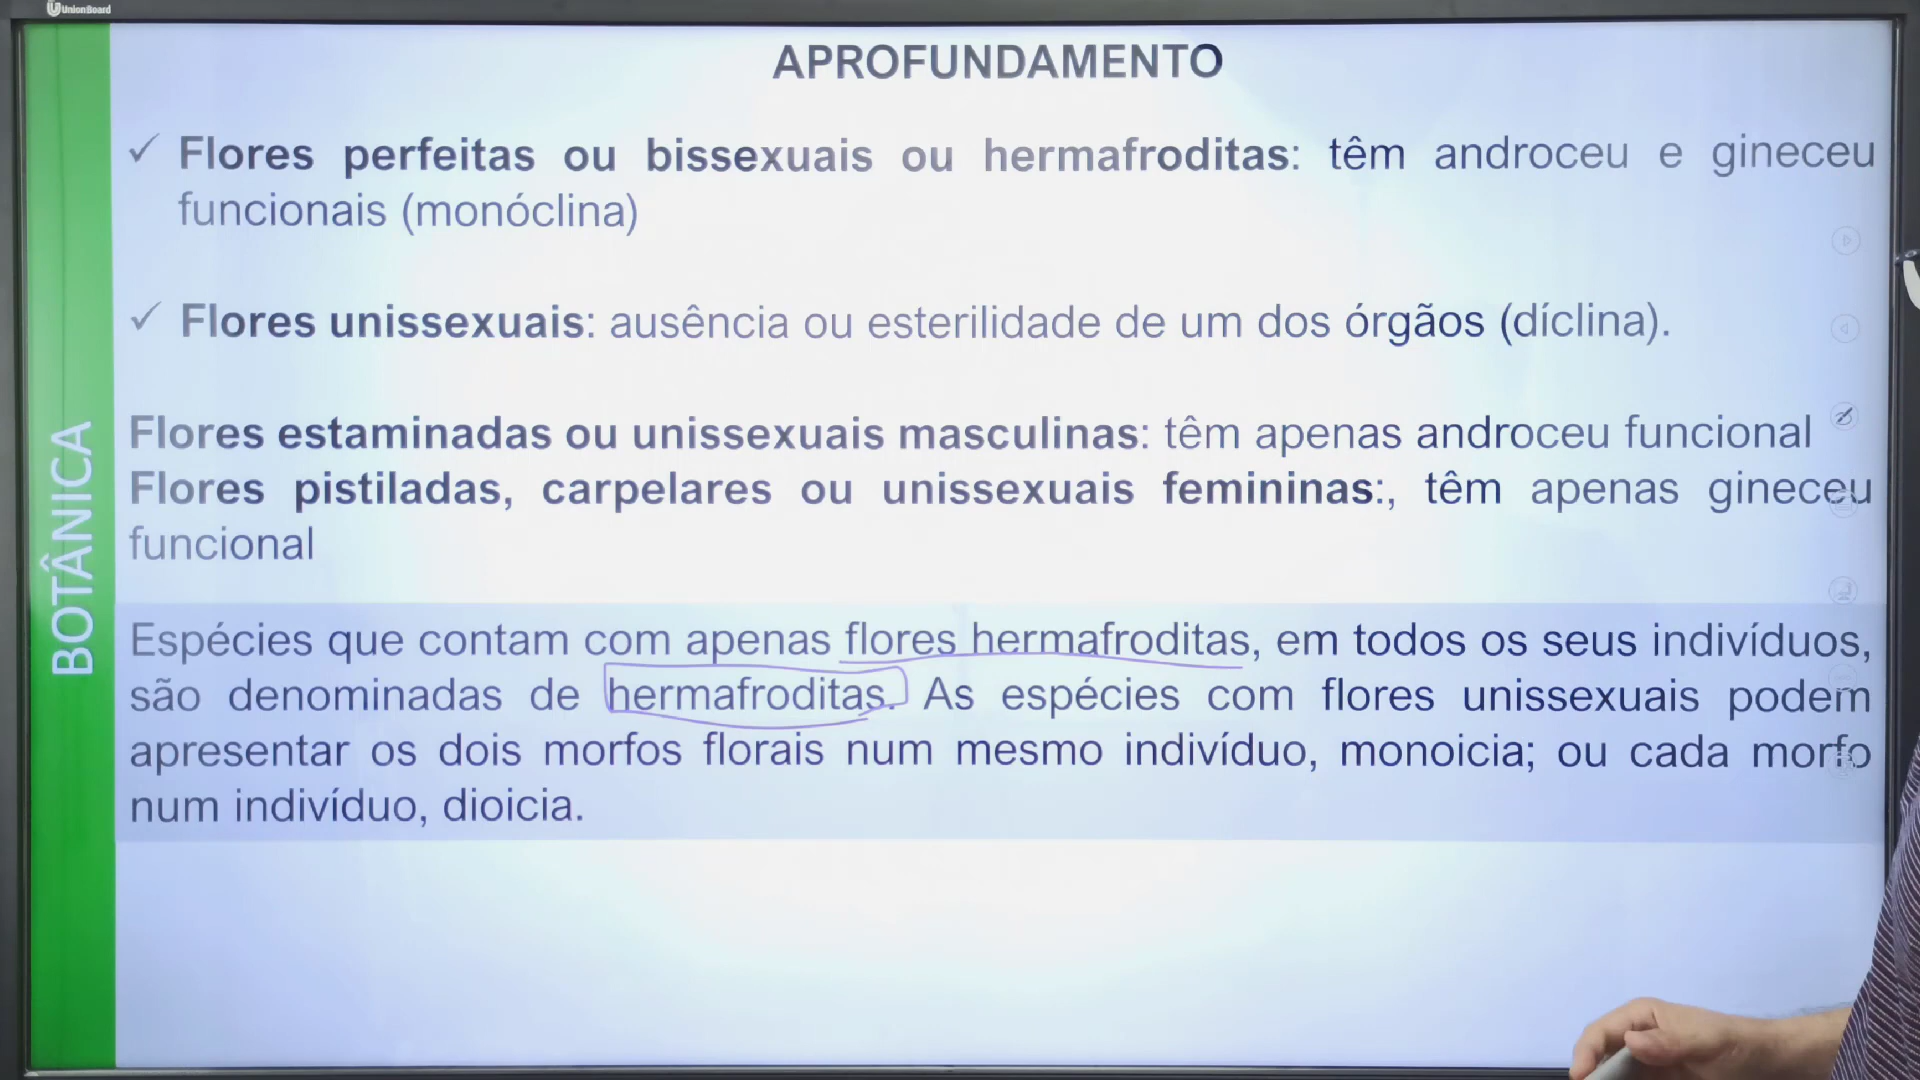 UnionBoard
APROFUNDAMENTO
✓ Flores perfeitas ou bissexuais ou hermafroditas: têm androceu e gineceu
funcionais (monóclina)
✓ Flores unissexuais: ausência ou esterilidade de um dos órgãos (díclina).
Flores estaminadas ou unissexuais masculinas: têm apenas androceu funcional
Flores pistiladas, carpelares ou unissexuais femininas:, têm apenas gineceu
funcional
Espécies que contam com apenas flores hermafroditas, em todos os seus indivíduos,
são denominadas de hermafroditas. As espécies com flores unissexuais podem
apresentar os dois morfos florais num mesmo indivíduo, monoicia; ou cada morfo
num indivíduo, dioicia.
BOTÂNICA